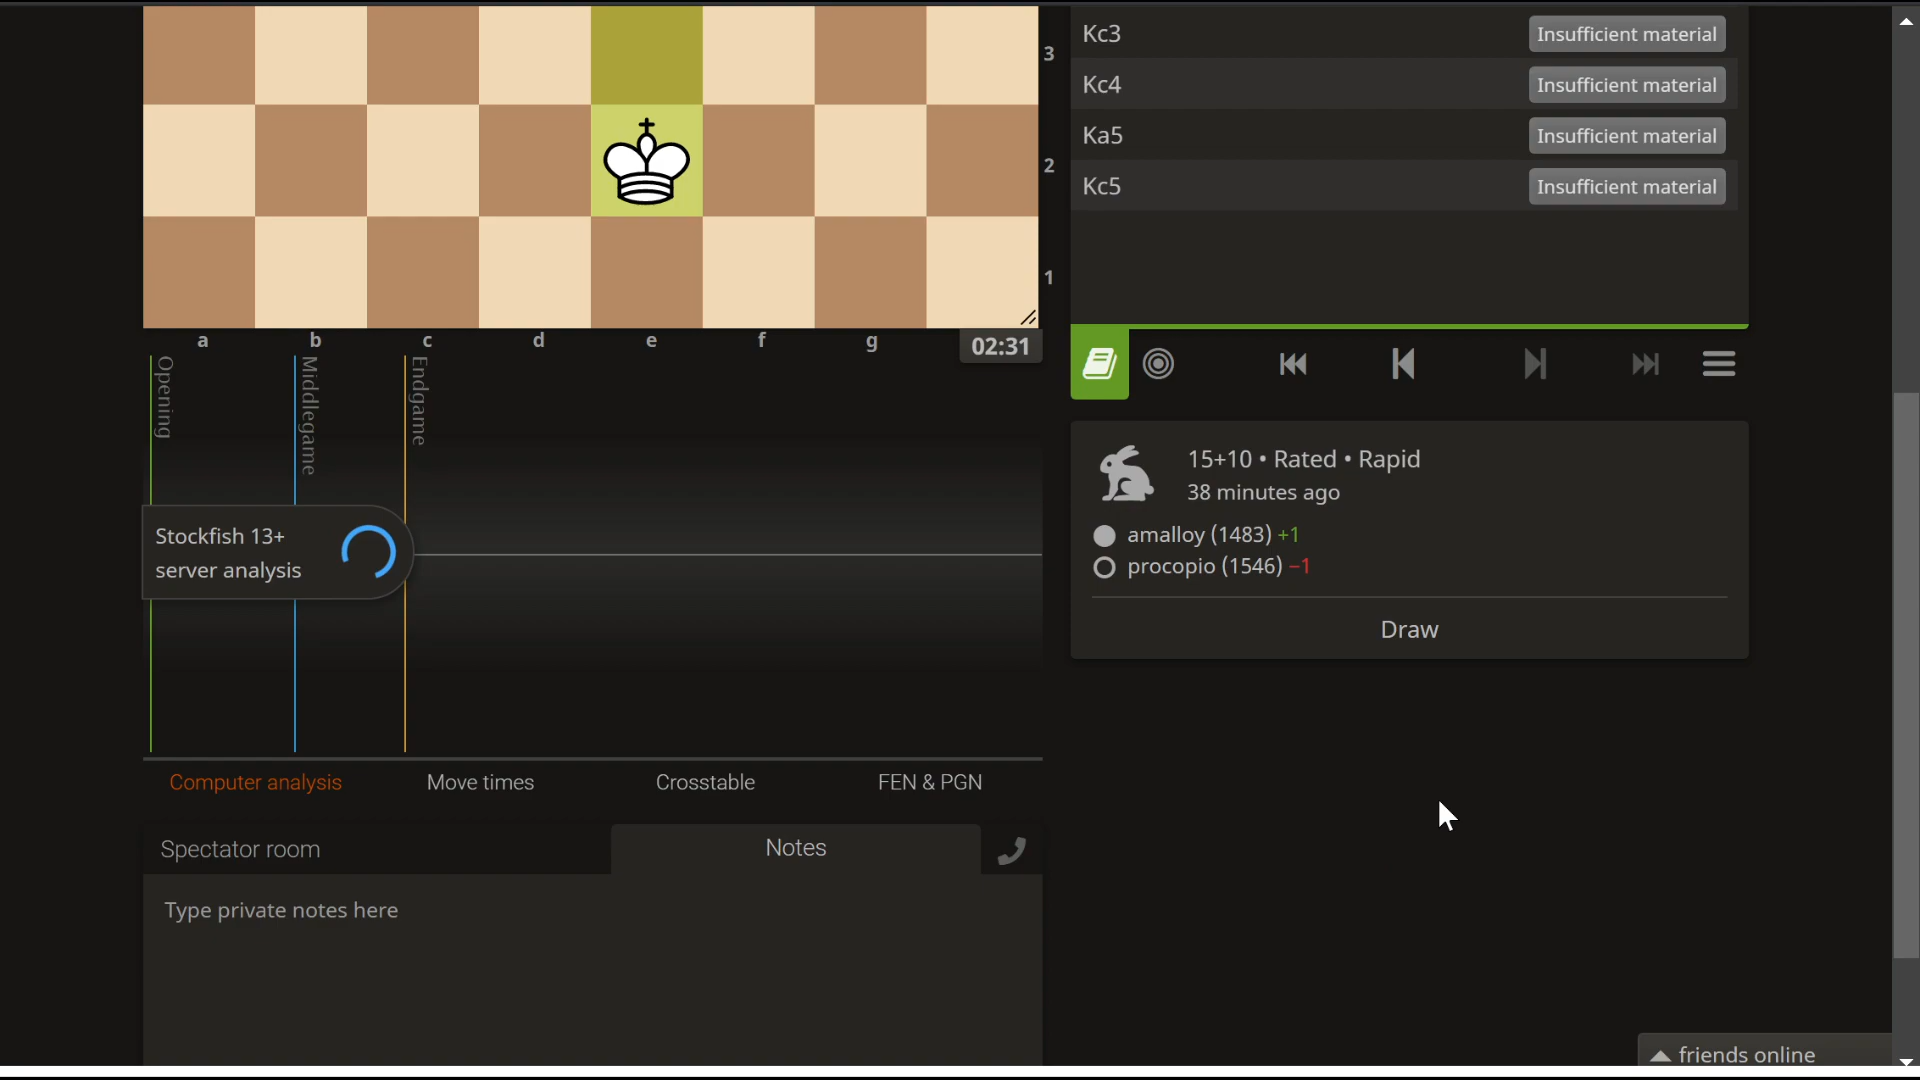 Kc3 Insufficient material
Kc4 Insufficient material
Ka5 Insufficient material
Kc5 Insufficient material
3
2
1
a b c d e f g
02:31
Opening
Middlegame
Endgame
Stockfish 13+
server analysis
Computer analysis Move times Crosstable FEN & PGN
Spectator room Notes
Type private notes here
15+10 • Rated • Rapid
38 minutes ago
amalloy (1483) +1
procopio (1546) −1
Draw
friends online